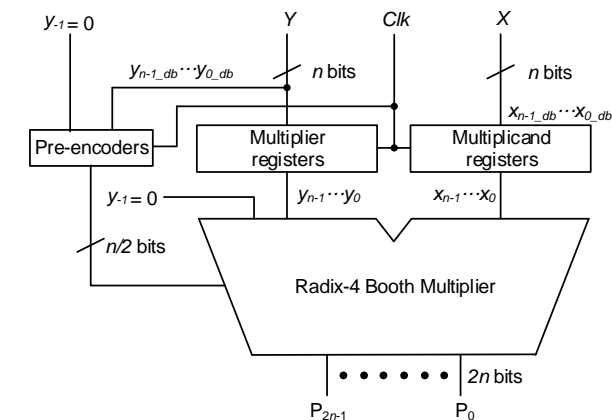 y-1 = 0
Y
Clk
X
yn-1_db···y0_db
n bits
n bits
xn-1_db···x0_db
Pre-encoders
Multiplier
registers
Multiplicand
registers
y-1 = 0
yn-1···y0
xn-1···x0
n/2 bits
Radix-4 Booth Multiplier
2n bits
P2n-1
P0